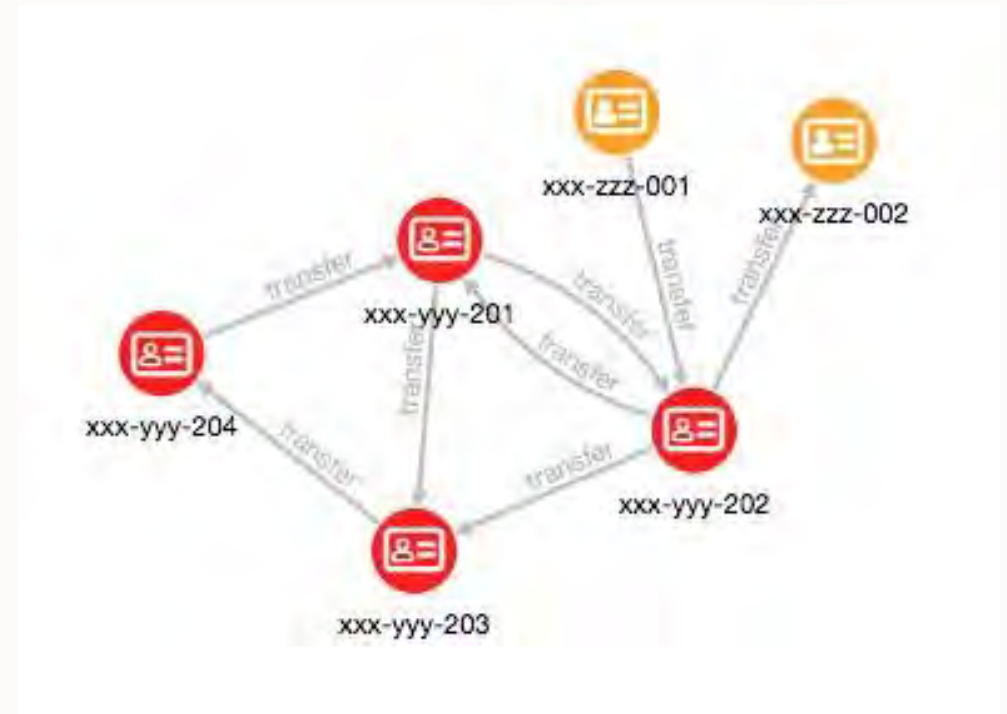 xxx-zzz-001
xxx-zzz-002
transfer
transfer
transfer
xxx-yyy-201
transfer
transfer
transfer
xxx-yyy-204
transfer
transfer
xxx-yyy-202
xxx-yyy-203